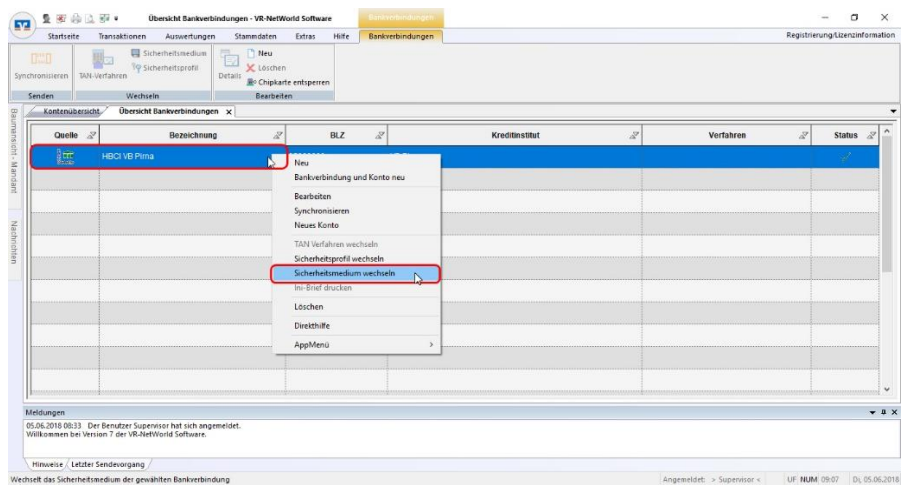 Übersicht Bankverbindungen - VR-NetWorld Software
Bankverbindungen
Startseite Transaktionen Auswertungen Stammdaten Extras Hilfe Bankverbindungen
Registrierung/Lizenzinformation
Synchronisieren
TAN-Verfahren
Sicherheitsmedium
Sicherheitsprofil
Details
Neu
Löschen
Chipkarte entsperren
Senden Wechseln Bearbeiten
Baumansicht - Mandant
Nachrichten
Kontenübersicht Übersicht Bankverbindungen x
Quelle Bezeichnung BLZ Kreditinstitut Verfahren Status
HBCI VB Pirna
Neu
Bankverbindung und Konto neu
Bearbeiten
Synchronisieren
Neues Konto
TAN Verfahren wechseln
Sicherheitsprofil wechseln
Sicherheitsmedium wechseln
Ini-Brief drucken
Löschen
Direkthilfe
AppMenü
Meldungen
05.06.2018 08:33 Der Benutzer Supervisor hat sich angemeldet.
Willkommen bei Version 7 der VR-NetWorld Software.
Hinweise Letzter Sendevorgang
Wechselt das Sicherheitsmedium der gewählten Bankverbindung
Angemeldet: > Supervisor < UF NUM 09:07 Di, 05.06.2018